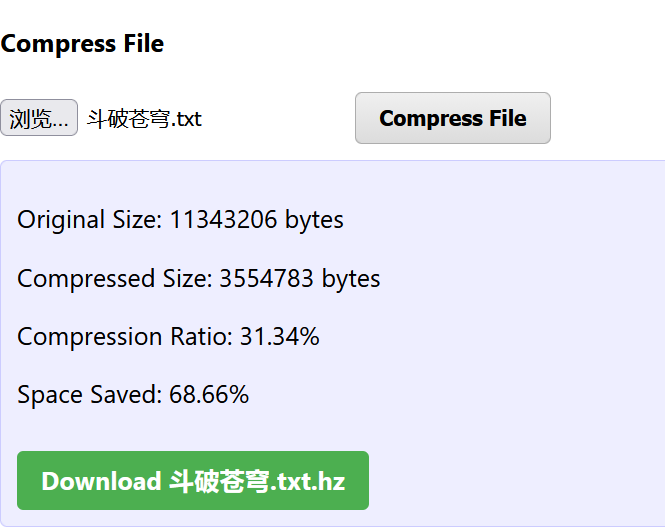 Compress File
浏览... 斗破苍穹.txt Compress File
Original Size: 11343206 bytes
Compressed Size: 3554783 bytes
Compression Ratio: 31.34%
Space Saved: 68.66%
Download 斗破苍穹.txt.hz